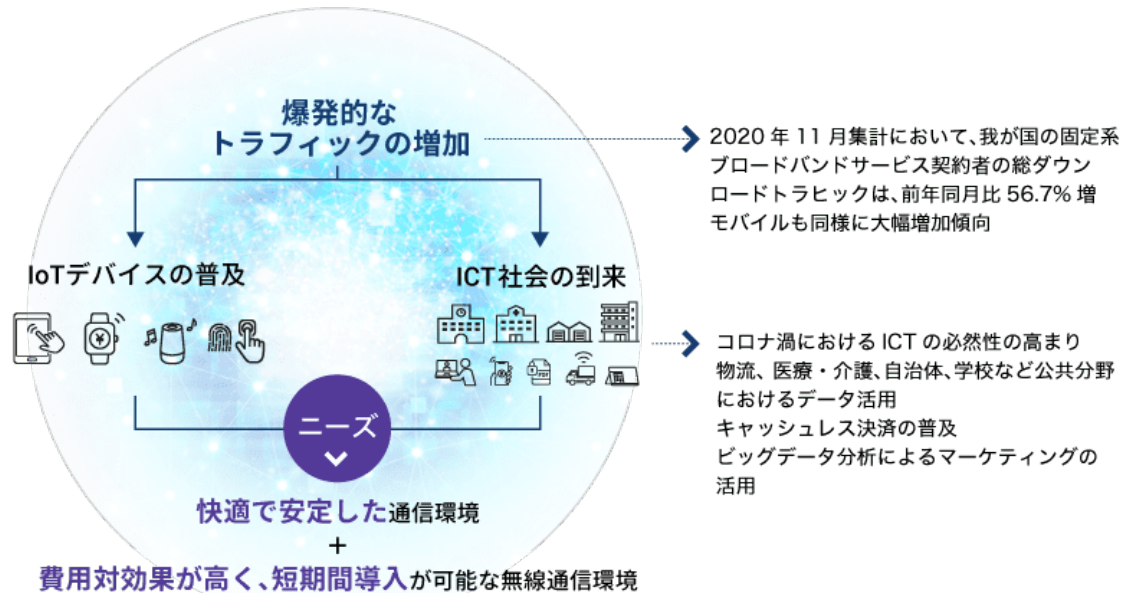 爆発的な
トラフィックの増加
2020 年 11 月集計において、我が国の固定系
ブロードバンドサービス契約者の総ダウン
ロードトラヒックは、前年同月比 56.7% 増
モバイルも同様に大幅増加傾向
IoTデバイスの普及
ICT社会の到来
コロナ渦における ICT の必然性の高まり
物流、医療・介護、自治体、学校など公共分野
におけるデータ活用
キャッシュレス決済の普及
ビッグデータ分析によるマーケティングの
活用
ニーズ
快適で安定した通信環境
+
費用対効果が高く、短期間導入が可能な無線通信環境